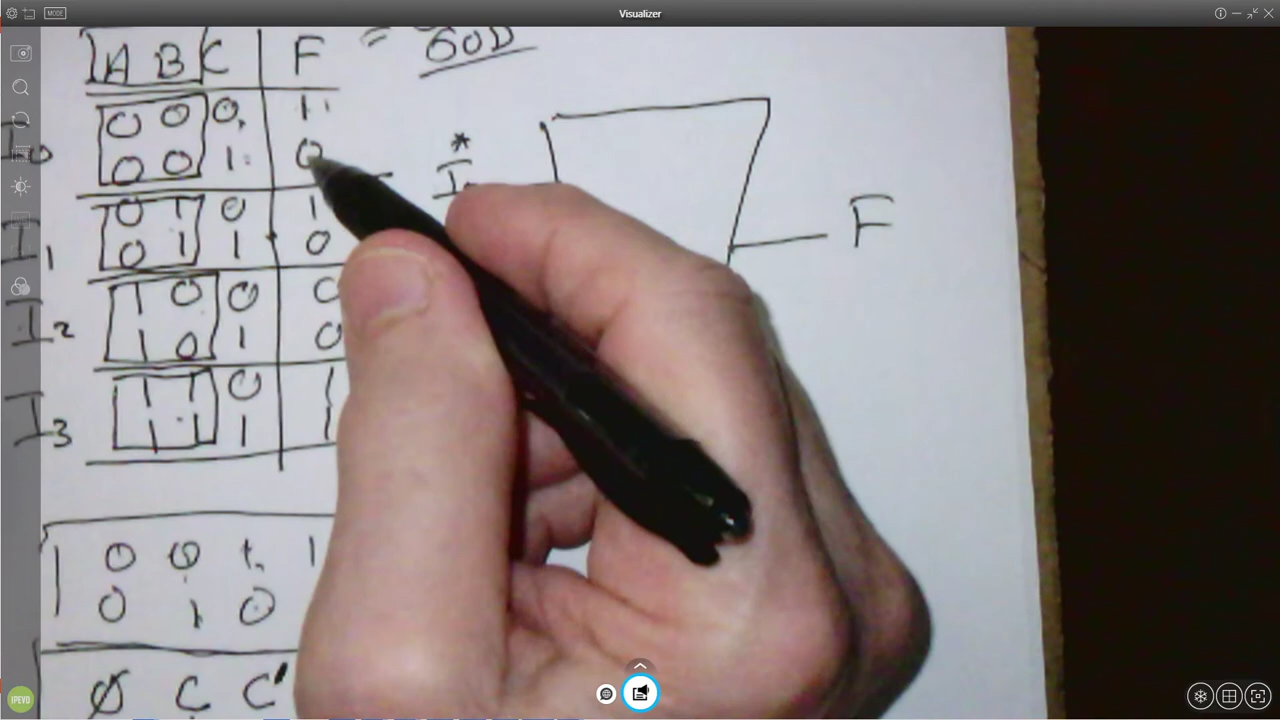 MODE
Visualizer
A B C F
= GOD
0 0 0 1
I0
0 0 1 0
*
I
0 1 0 1
F
I1
0 1 1 0
1 0 0 0
I2
1 0 1 0
1 1 0 1
I3
1 1 1 1
0 0 1 1
0 1 0
Ø C C'
IPEVO